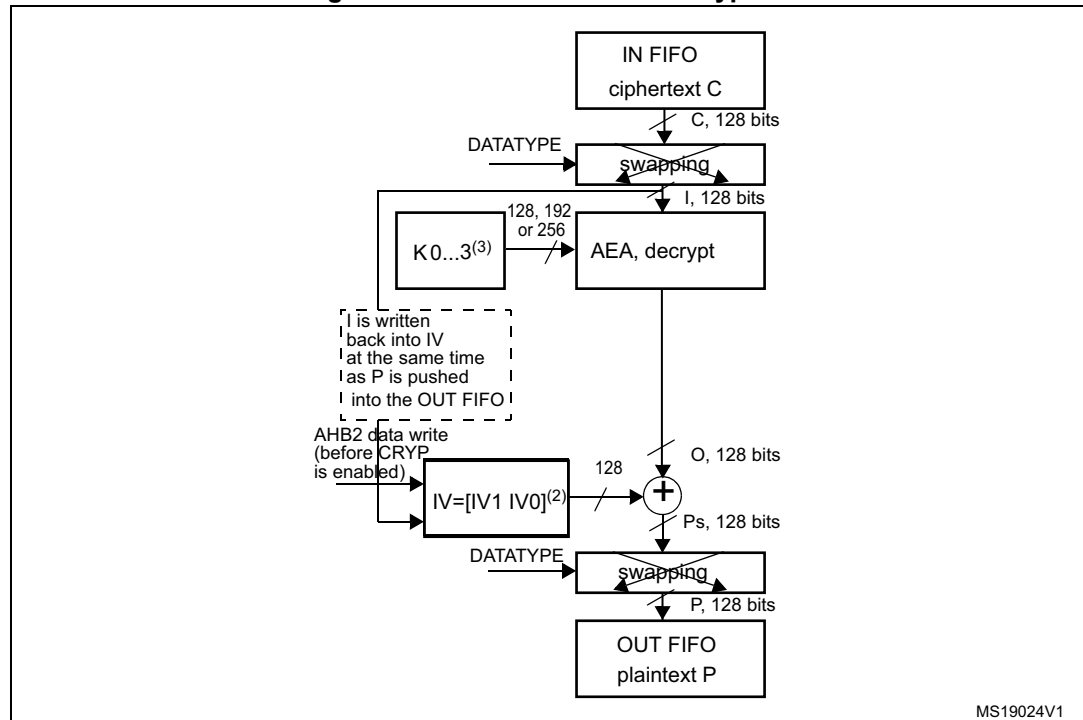 IN FIFO
ciphertext C
C, 128 bits
DATATYPE
swapping
I, 128 bits
128, 192
or 256
K 0...3(3)
AEA, decrypt
I is written
back into IV
at the same time
as P is pushed
into the OUT FIFO
AHB2 data write
(before CRYP
is enabled)
IV=[IV1 IV0](2)
128
O, 128 bits
+
Ps, 128 bits
DATATYPE
swapping
P, 128 bits
OUT FIFO
plaintext P
MS19024V1